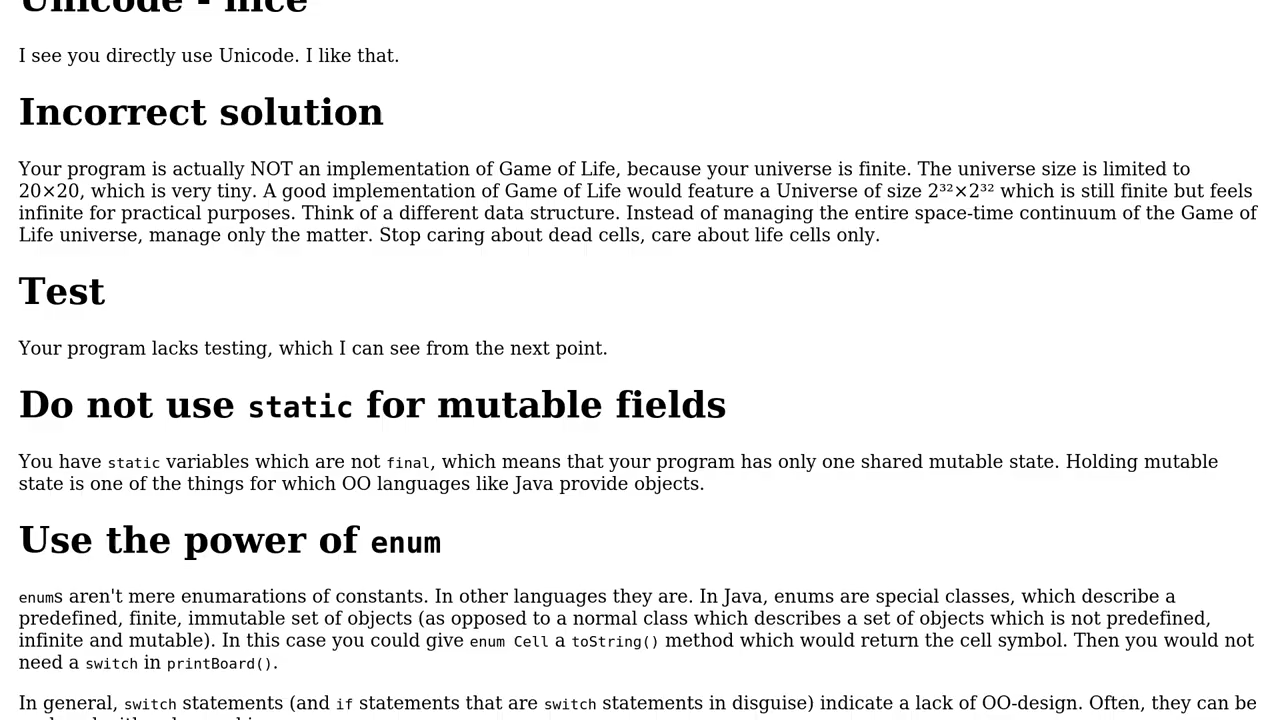 Unicode - nice
I see you directly use Unicode. I like that.
Incorrect solution
Your program is actually NOT an implementation of Game of Life, because your universe is finite. The universe size is limited to
20×20, which is very tiny. A good implementation of Game of Life would feature a Universe of size 2³²×2³² which is still finite but feels
infinite for practical purposes. Think of a different data structure. Instead of managing the entire space-time continuum of the Game of
Life universe, manage only the matter. Stop caring about dead cells, care about life cells only.
Test
Your program lacks testing, which I can see from the next point.
Do not use static for mutable fields
You have static variables which are not final, which means that your program has only one shared mutable state. Holding mutable
state is one of the things for which OO languages like Java provide objects.
Use the power of enum
enums aren't mere enumarations of constants. In other languages they are. In Java, enums are special classes, which describe a
predefined, finite, immutable set of objects (as opposed to a normal class which describes a set of objects which is not predefined,
infinite and mutable). In this case you could give enum Cell a toString() method which would return the cell symbol. Then you would not
need a switch in printBoard().
In general, switch statements (and if statements that are switch statements in disguise) indicate a lack of OO-design. Often, they can be